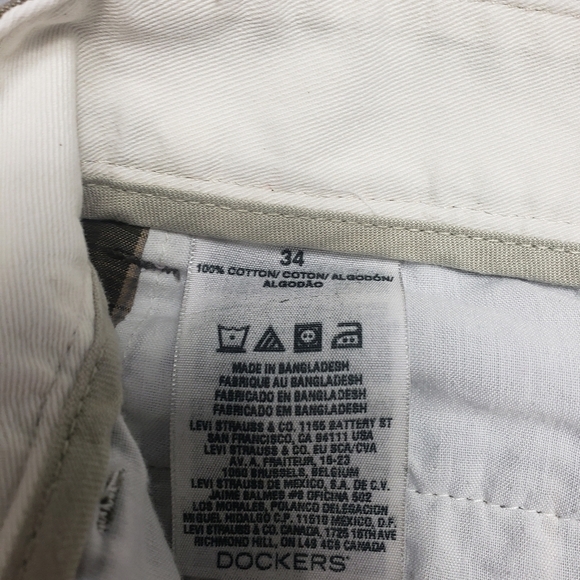 34
100% COTTON/ COTON/ ALGODÓN/
ALGODÃO
MADE IN BANGLADESH
FABRIQUE AU BANGLADESH
FABRICADO EN BANGLADESH
FABRICADO EM BANGLADESH
LEVI STRAUSS & CO. 1155 BATTERY ST
SAN FRANCISCO, CA 94111 USA
LEVI STRAUSS & CO. EU SCA/CVA
AV. A. FRAITEUR, 15-23
1050 BRUSSELS, BELGIUM
LEVI STRAUSS DE MEXICO, S.A. DE C.V.
JAIME BALMES #8 OFICINA 502
LOS MORALES, POLANCO DELEGACION
MIGUEL HIDALGO C.P. 11510 MEXICO, D.F.
LEVI STRAUSS & CO. CANADA, 1725 16TH AVE
RICHMOND HILL, ON L4B 4C6 CANADA
DOCKERS